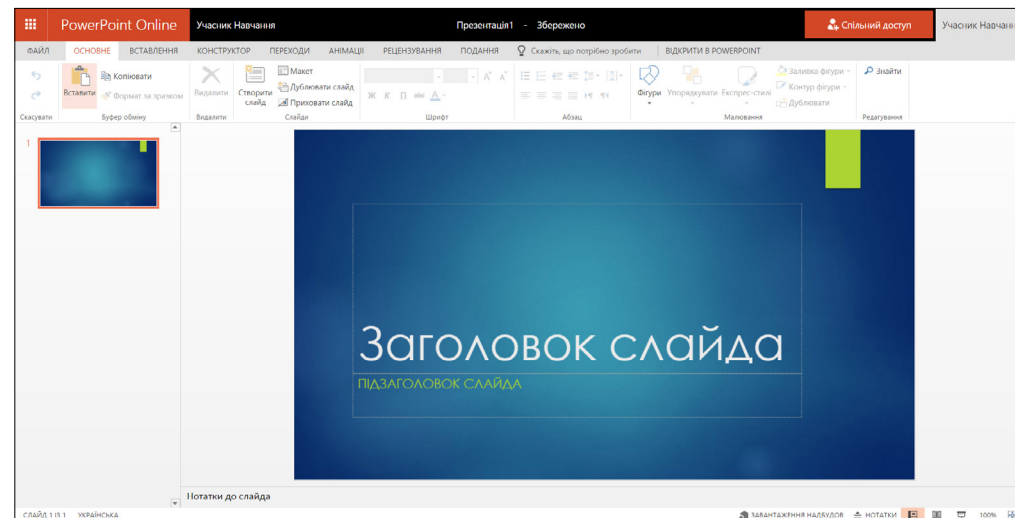 PowerPoint Online Учасник Навчання Презентація1 - Збережено Спільний доступ Учасник Навчанн
ФАЙЛ ОСНОВНЕ ВСТАВЛЕННЯ КОНСТРУКТОР ПЕРЕХОДИ АНІМАЦІЇ РЕЦЕНЗУВАННЯ ПОДАННЯ Скажіть, що потрібно зробити ВІДКРИТИ В POWERPOINT
Вставити Копіювати Формат за зразком
Видалити
Створити слайд Макет Дублювати слайд Приховати слайд
Ж К П abc А
Фігури Упорядкувати Експрес-стилі Заливка фігури Контур фігури Дублювати
Знайти
Скасувати Буфер обміну Видалити Слайди Шрифт Абзац Малювання Редагування
1
Заголовок слайда
ПІДЗАГОЛОВОК СЛАЙДА
Нотатки до слайда
СЛАЙД 1 ІЗ 1 УКРАЇНСЬКА ЗАВАНТАЖЕННЯ НАДБУДОВ НОТАТКИ 100%